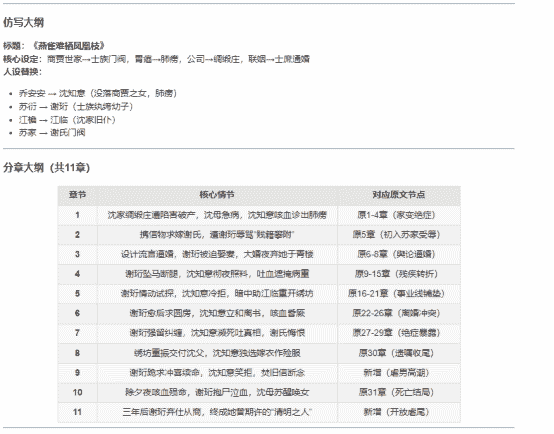 仿写大纲
标题：《燕雀难栖凤凰枝》
核心设定：商贾世家→士族门阀，胃癌→肺痨，公司→绸缎庄，联姻→士庶通婚
人设替换：
乔安安 → 沈知意（没落商贾之女，肺痨）
苏衍 → 谢珩（士族纨绔幼子）
江樯 → 江临（沈家旧仆）
苏家 → 谢氏门阀
分章大纲（共11章）
章节 核心情节 对应原文节点
1 沈家绸缎庄遭陷害破产，沈母急病，沈知意咳血诊出肺痨 原1-4章（家变绝症）
2 携信物求嫁谢氏，遭谢珩辱骂“贱籍攀附” 原5章（初入苏家受辱）
3 设计流言逼婚，谢珩被迫娶妻，大婚夜弃她于青楼 原6-8章（舆论逼婚）
4 谢珩坠马断腿，沈知意彻夜照料，吐血遮掩病重 原9-15章（残疾转折）
5 谢珩情动试探，沈知意冷拒，暗中助江临重开绣坊 原16-21章（事业线铺垫）
6 谢珩愈后求圆房，沈知意立和离书，咳血昏厥 原22-26章（离婚冲突）
7 谢珩强留纠缠，沈知意濒死吐真相，谢氏悔恨 原27-29章（绝症暴露）
8 绣坊重振交付沈父，沈知意独选嫁衣作殓服 原30章（遗嘱收尾）
9 谢珩跪求冲喜续命，沈知意笑拒，焚旧信断念 新增（虐男高潮）
10 除夕夜咳血殒命，谢珩抱尸泣血，沈母苏醒唤女 原31章（死亡结局）
11 三年后谢珩弃仕从商，终成她曾期许的“清明之人” 新增（开放虐尾）